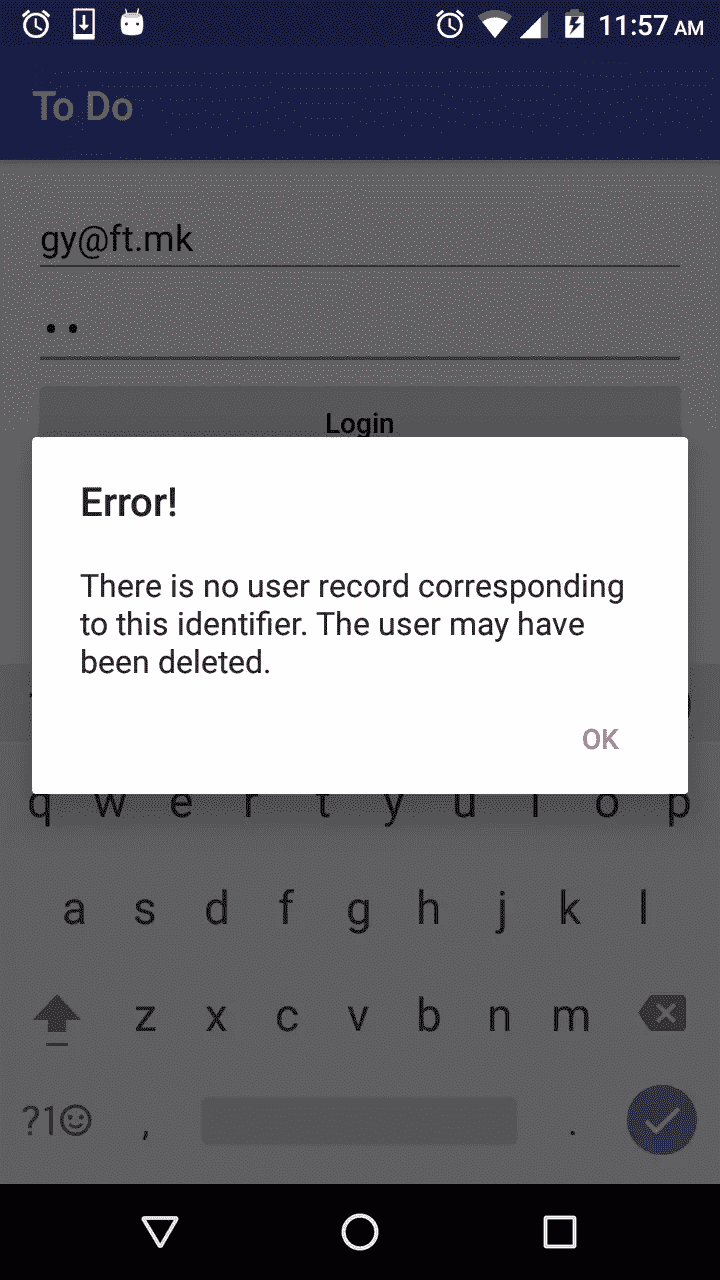 11:57 AM
To Do
gy@ft.mk
••
Login
Error!
There is no user record corresponding
to this identifier. The user may have
been deleted.
OK
q w e r t y u i o p
a s d f g h j k l
z x c v b n m
?1☺ , .